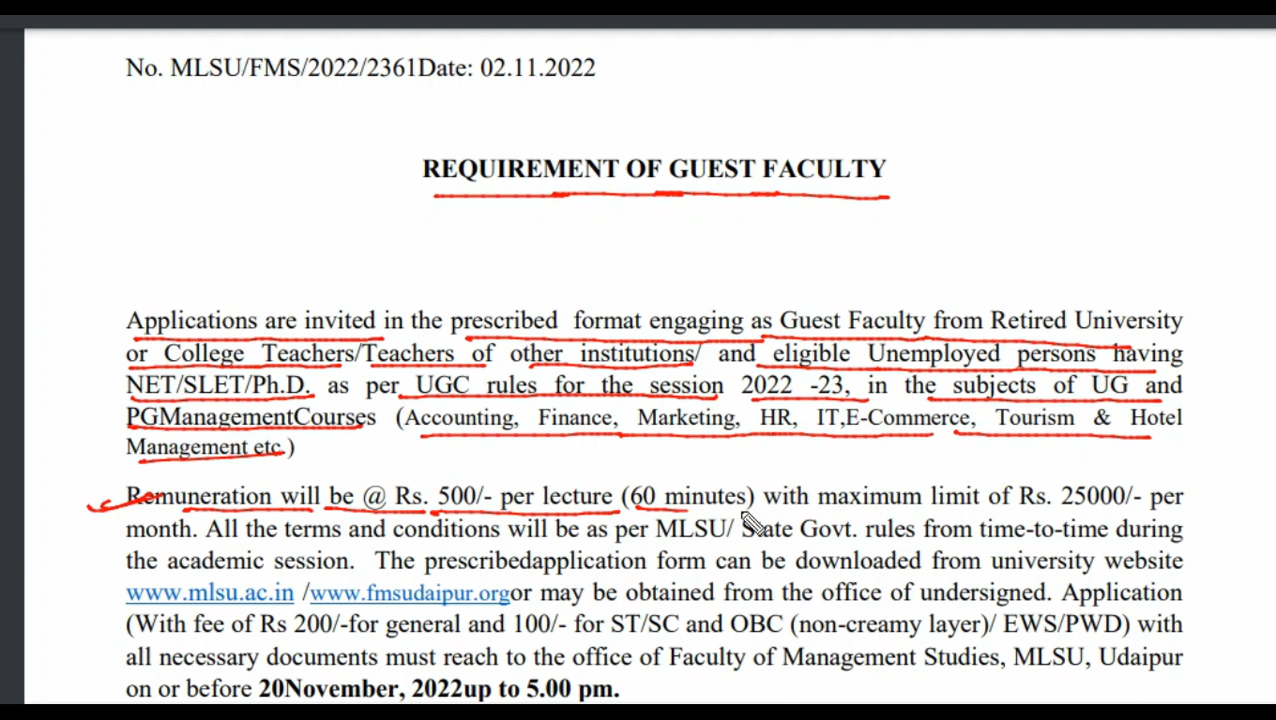 No. MLSU/FMS/2022/2361Date: 02.11.2022
REQUIREMENT OF GUEST FACULTY
Applications are invited in the prescribed format engaging as Guest Faculty from Retired University
or College Teachers/Teachers of other institutions/ and eligible Unemployed persons having
NET/SLET/Ph.D. as per UGC rules for the session 2022 -23, in the subjects of UG and
PGManagementCourses (Accounting, Finance, Marketing, HR, IT,E-Commerce, Tourism & Hotel
Management etc.)
Remuneration will be @ Rs. 500/- per lecture (60 minutes) with maximum limit of Rs. 25000/- per
month. All the terms and conditions will be as per MLSU/ State Govt. rules from time-to-time during
the academic session. The prescribedapplication form can be downloaded from university website
www.mlsu.ac.in /www.fmsudaipur.orgor may be obtained from the office of undersigned. Application
(With fee of Rs 200/-for general and 100/- for ST/SC and OBC (non-creamy layer)/ EWS/PWD) with
all necessary documents must reach to the office of Faculty of Management Studies, MLSU, Udaipur
on or before 20November, 2022up to 5.00 pm.